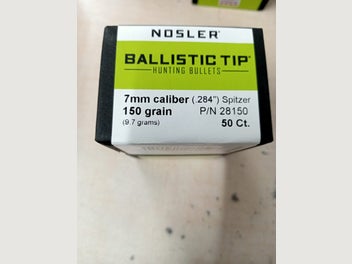 NOSLER®
BALLISTIC TIP®
HUNTING BULLETS
7mm caliber (.284") Spitzer
150 grain P/N 28150
(9.7 grams) 50 Ct.